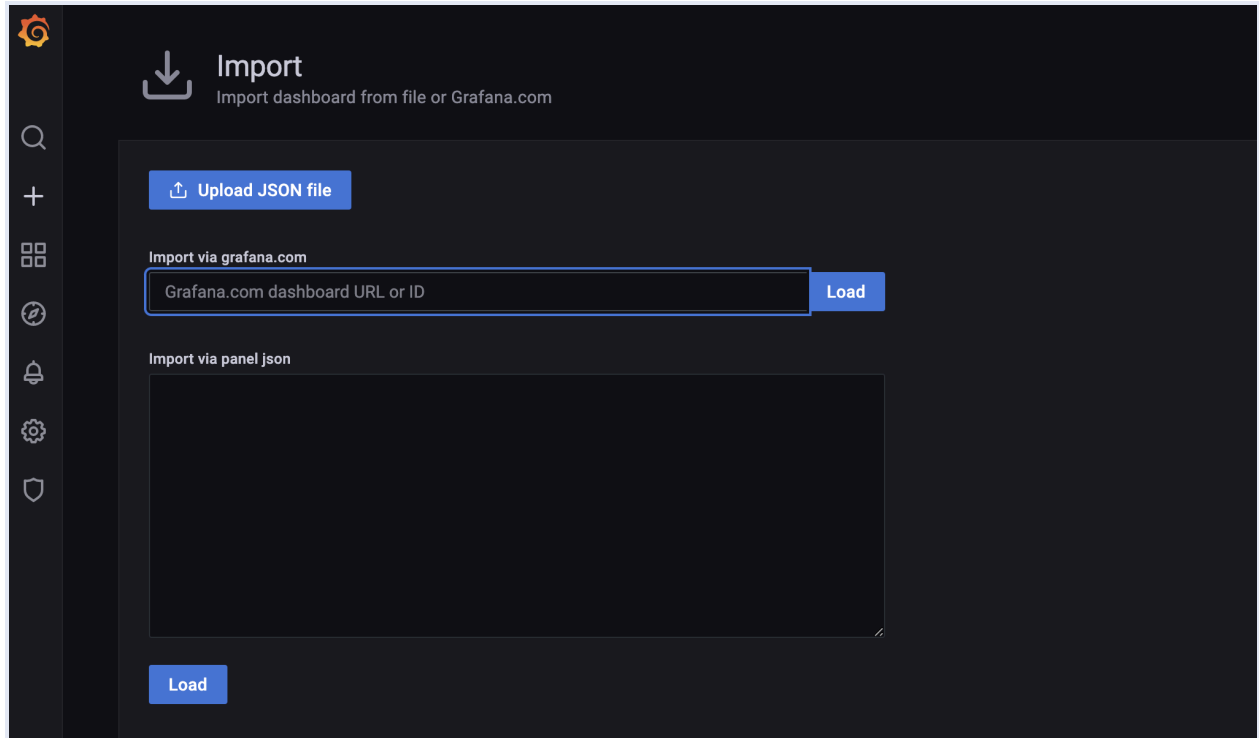 Import
Import dashboard from file or Grafana.com
Upload JSON file
Import via grafana.com
Grafana.com dashboard URL or ID
Load
Import via panel json
Load